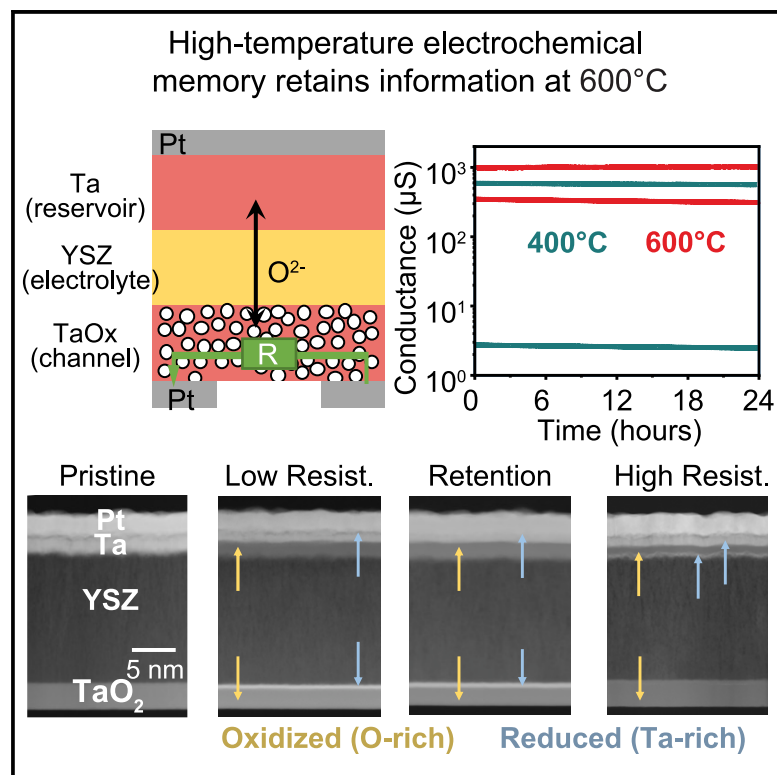 High-temperature electrochemical
memory retains information at 600°C
Pt
Ta
(reservoir)
YSZ
(electrolyte)
O²⁻
TaOx
(channel)
R
Pt
Conductance (μS)
10³
10²
10¹
10⁰
400°C 600°C
0 6 12 18 24
Time (hours)
Pristine
Low Resist.
Retention
High Resist.
Pt
Ta
YSZ
5 nm
TaO₂
Oxidized (O-rich) Reduced (Ta-rich)